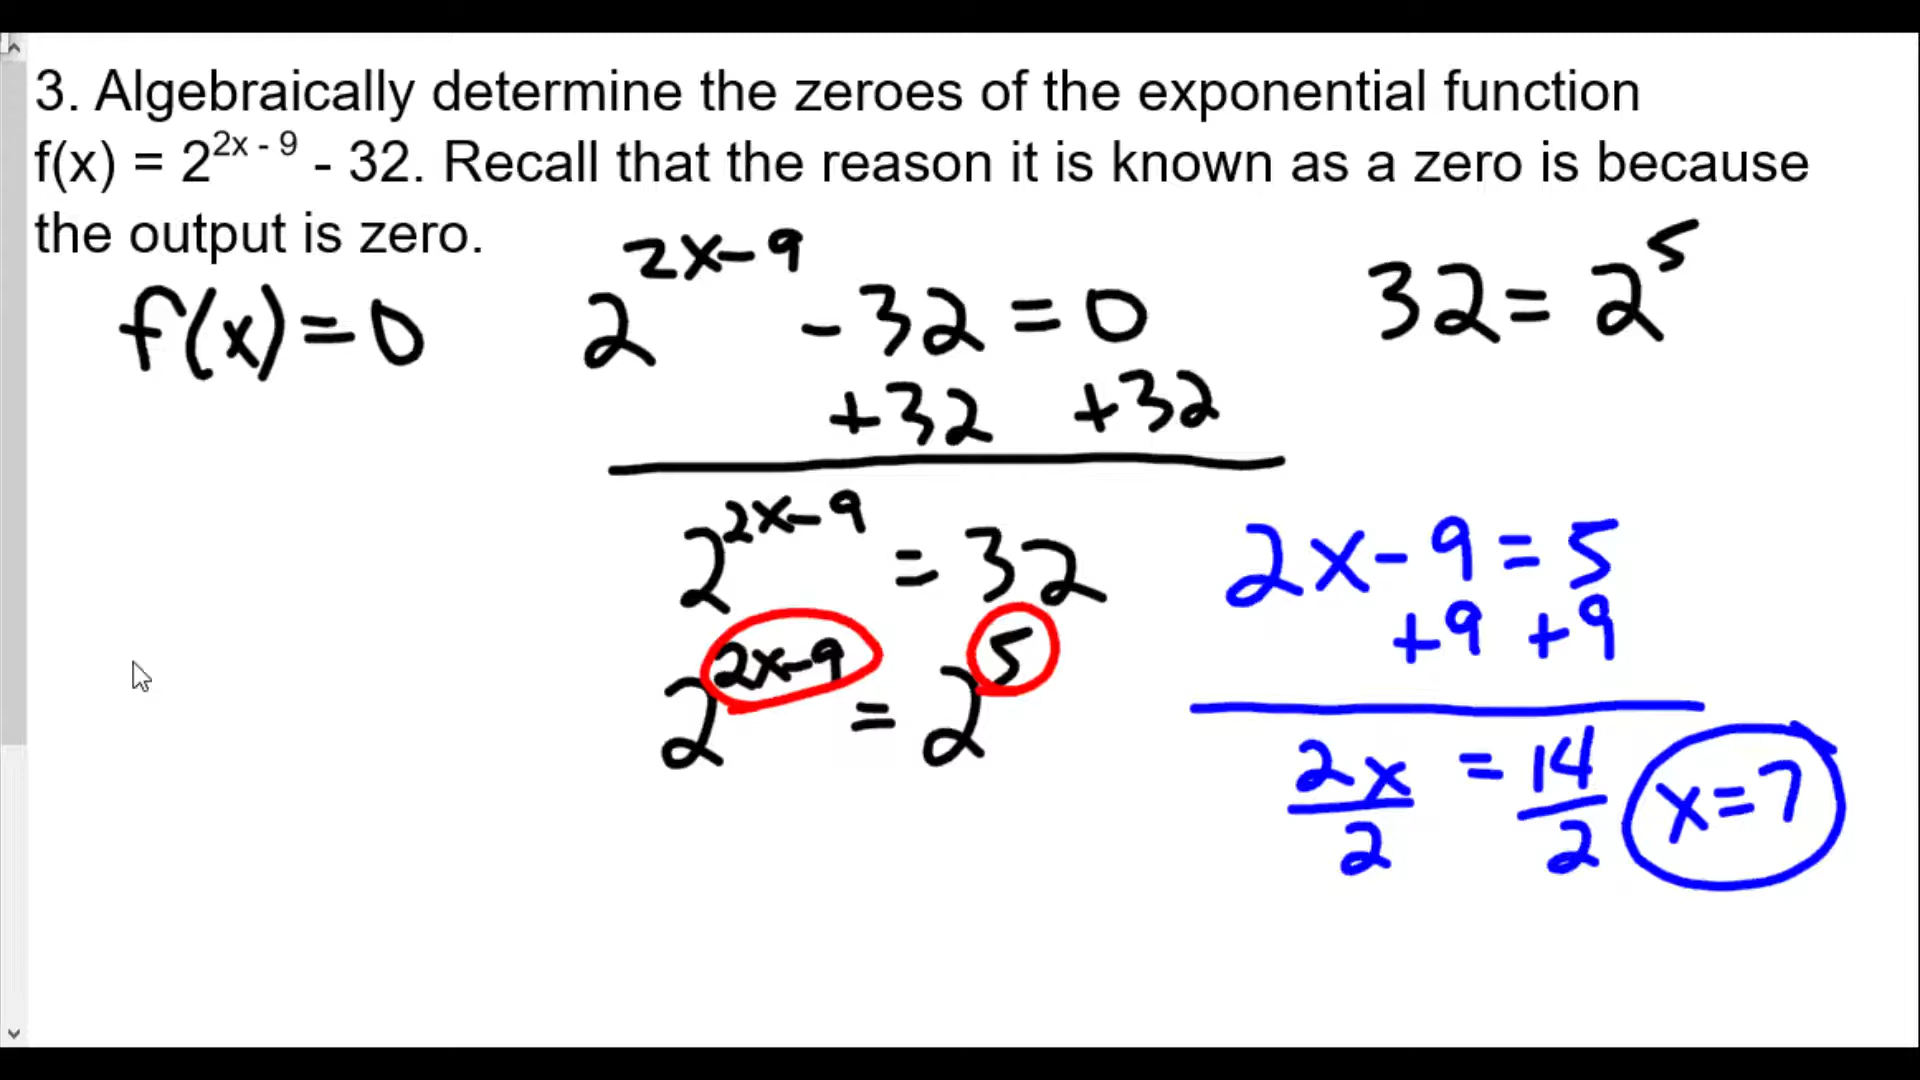 3. Algebraically determine the zeroes of the exponential function
f(x) = 2^{2x - 9} - 32. Recall that the reason it is known as a zero is because
the output is zero.
f(x)=0
2^{2x-9} -32=0
+32 +32
2^{2x-9} = 32
2^{2x-9} = 2^5
32= 2^5
2x-9=5
+9 +9
2x/2 = 14/2
x=7